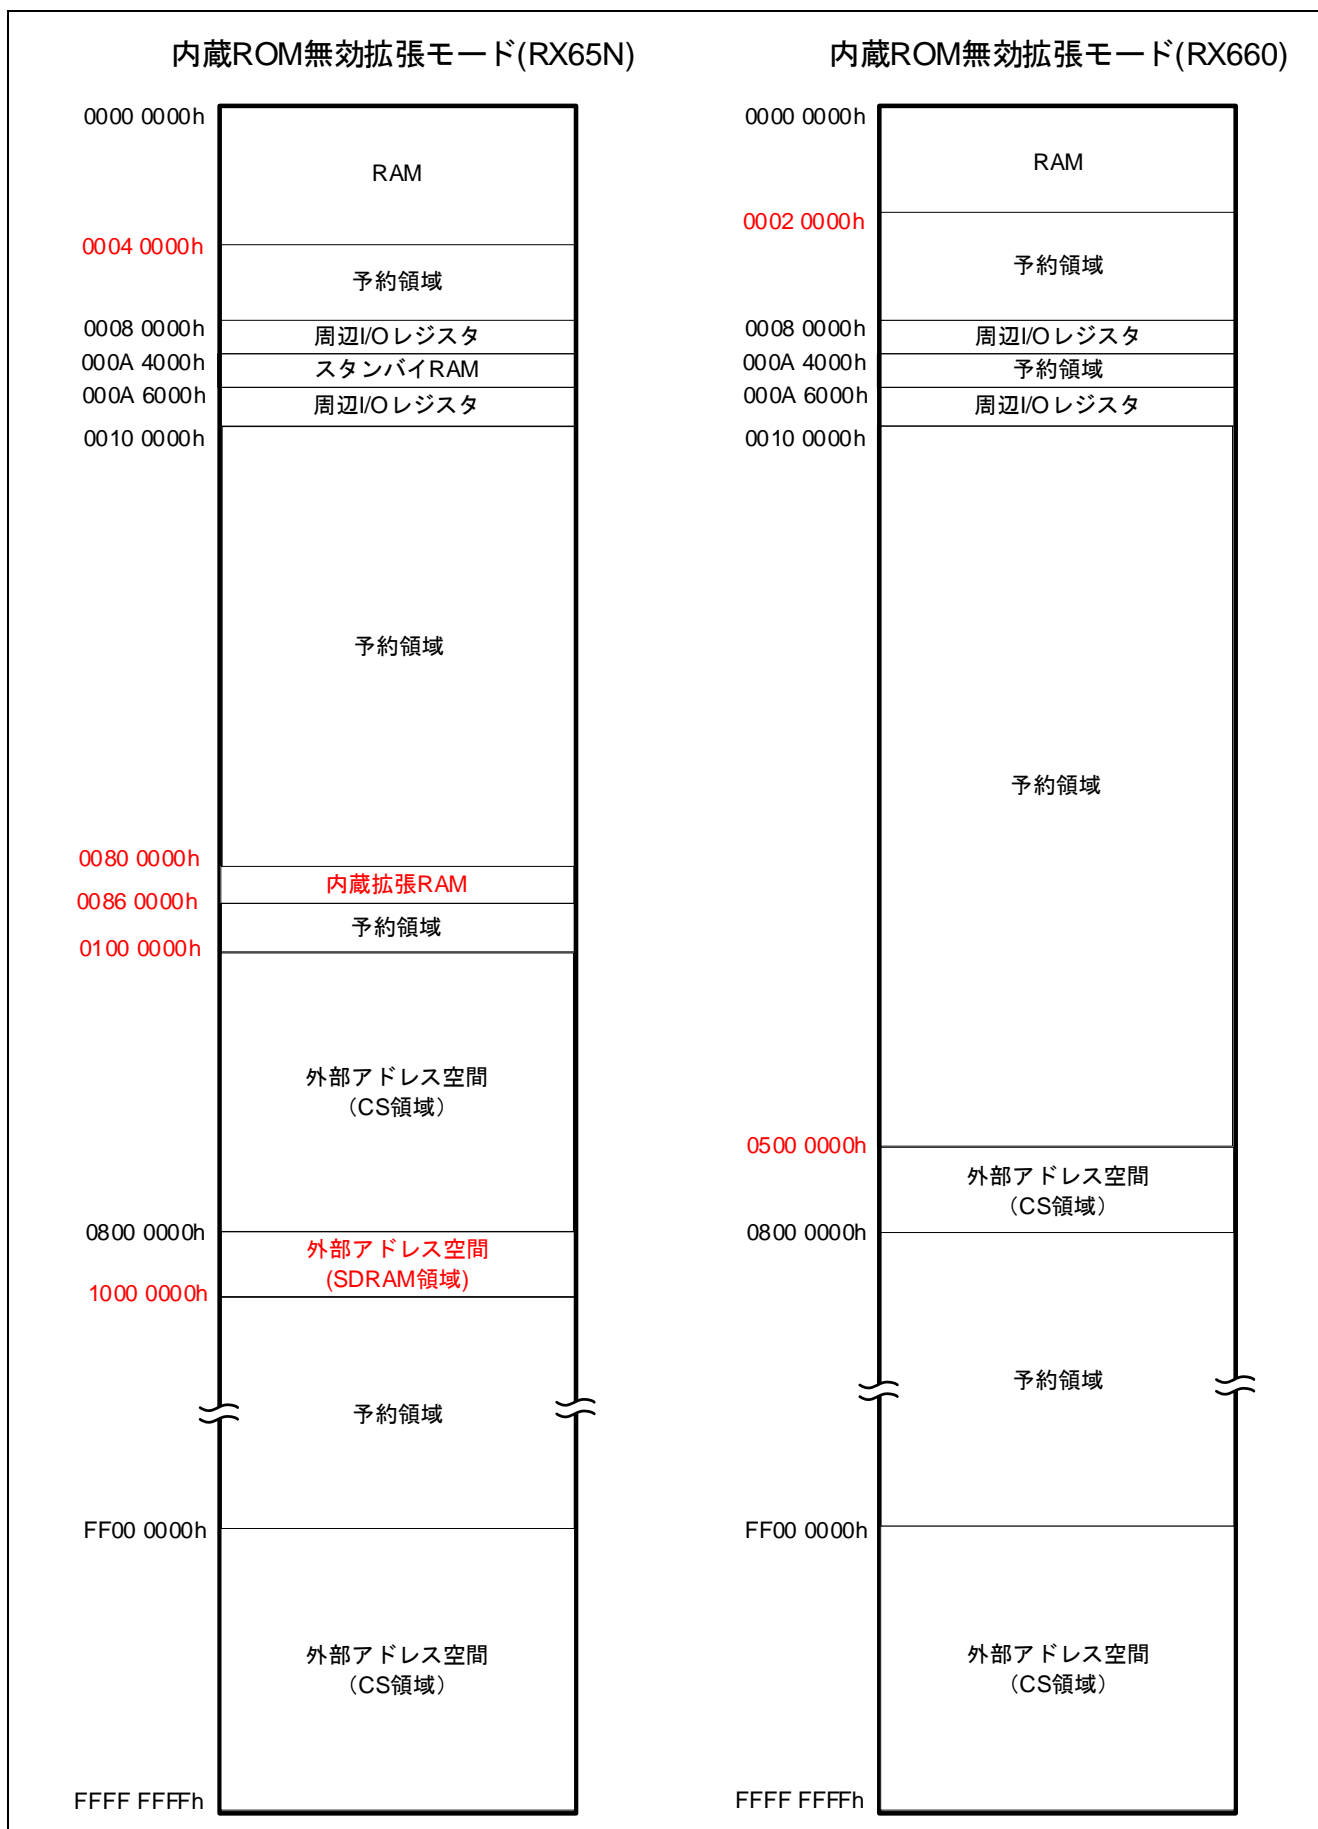 内蔵ROM無効拡張モード(RX65N)
0000 0000h
RAM
0004 0000h
予約領域
0008 0000h
周辺I/Oレジスタ
000A 4000h
スタンバイRAM
000A 6000h
周辺I/Oレジスタ
0010 0000h
予約領域
0080 0000h
内蔵拡張RAM
0086 0000h
予約領域
0100 0000h
外部アドレス空間
（CS領域）
0800 0000h
外部アドレス空間
(SDRAM領域)
1000 0000h
予約領域
FF00 0000h
外部アドレス空間
（CS領域）
FFFF FFFFh
内蔵ROM無効拡張モード(RX660)
0000 0000h
RAM
0002 0000h
予約領域
0008 0000h
周辺I/Oレジスタ
000A 4000h
予約領域
000A 6000h
周辺I/Oレジスタ
0010 0000h
予約領域
0500 0000h
外部アドレス空間
（CS領域）
0800 0000h
予約領域
FF00 0000h
外部アドレス空間
（CS領域）
FFFF FFFFh